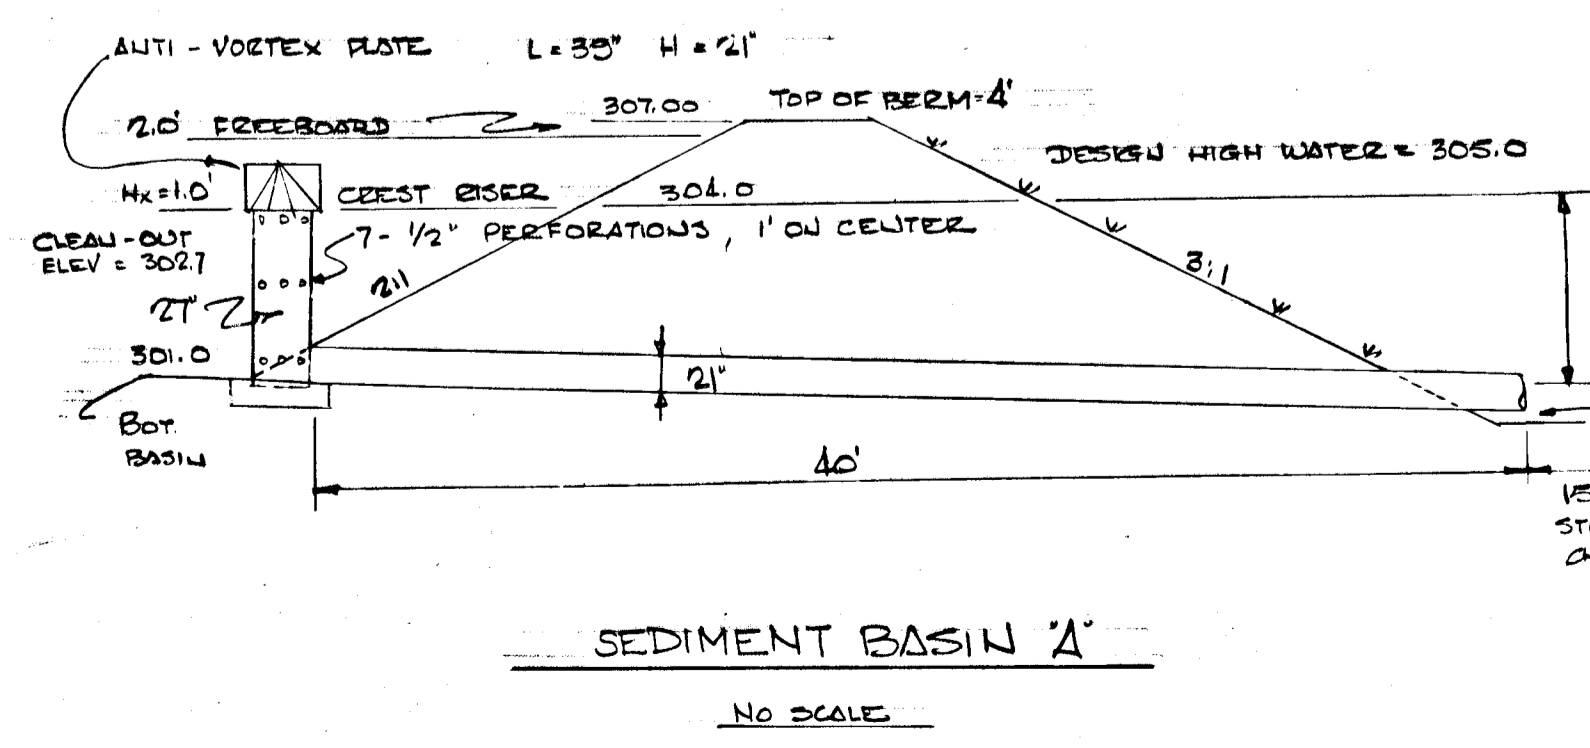 ANTI - VORTEX PLATE L = 39" H = 21"
2.0' FREEBOARD 307.00 TOP OF BERM = 4'
DESIGN HIGH WATER = 305.0
Hx = 1.0' CREST RISER 304.0
7 - 1/2" PERFORATIONS, 1' ON CENTER
CLEAN-OUT
ELEV = 302.7
2:1
3:1
27"
301.0
21"
BOT.
BASIN
40'
SEDIMENT BASIN "A"
NO SCALE